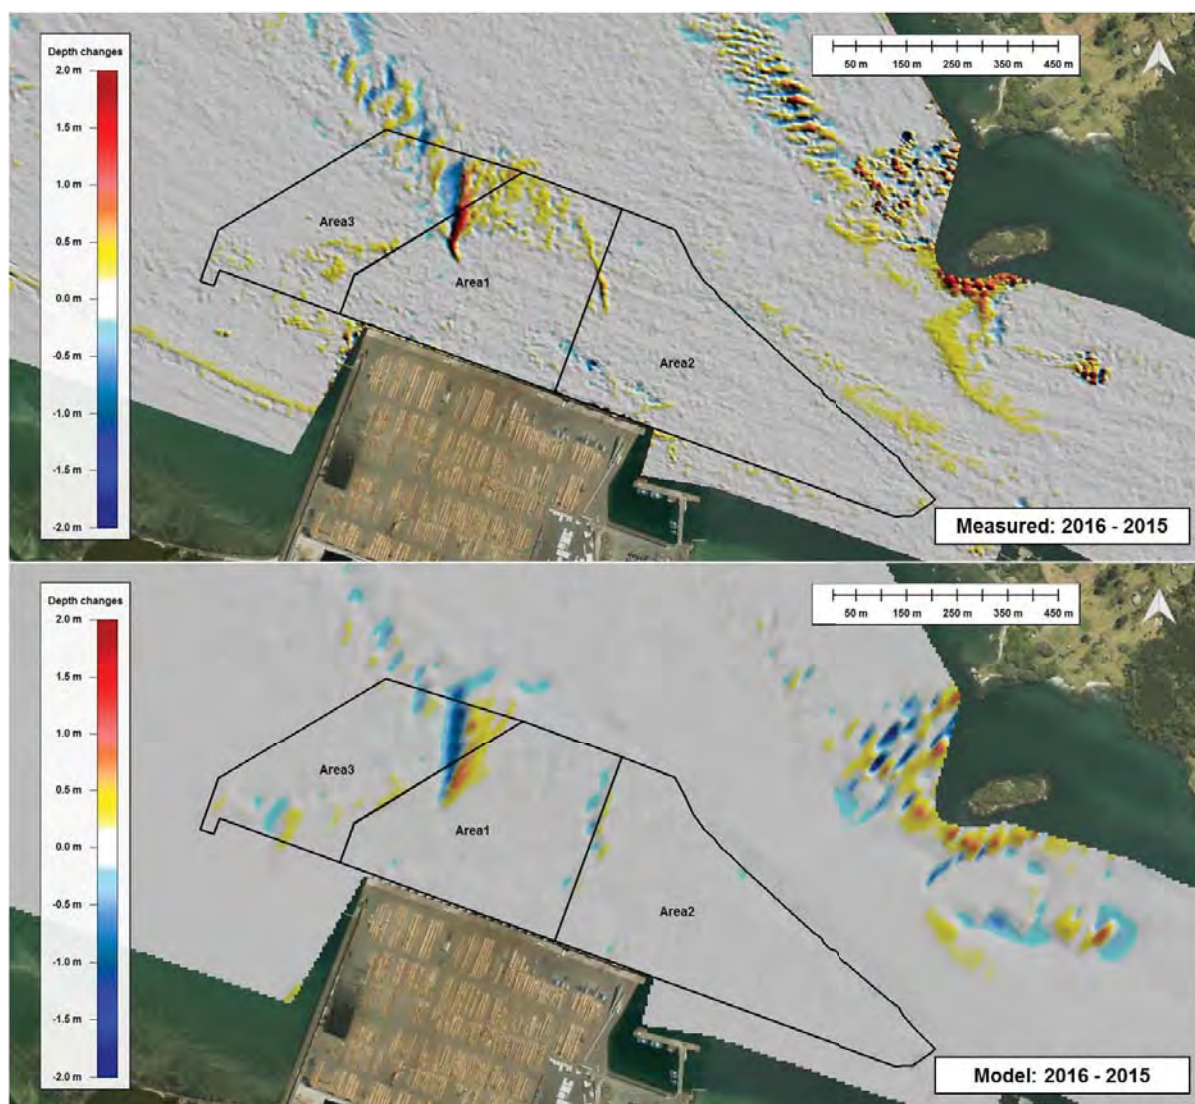 Depth changes
2.0 m
1.5 m
1.0 m
0.5 m
0.0 m
-0.5 m
-1.0 m
-1.5 m
-2.0 m
50 m 150 m 250 m 350 m 450 m
N
Area3
Area1
Area2
Measured: 2016 - 2015
Depth changes
2.0 m
1.5 m
1.0 m
0.5 m
0.0 m
-0.5 m
-1.0 m
-1.5 m
-2.0 m
50 m 150 m 250 m 350 m 450 m
N
Area3
Area1
Area2
Model: 2016 - 2015